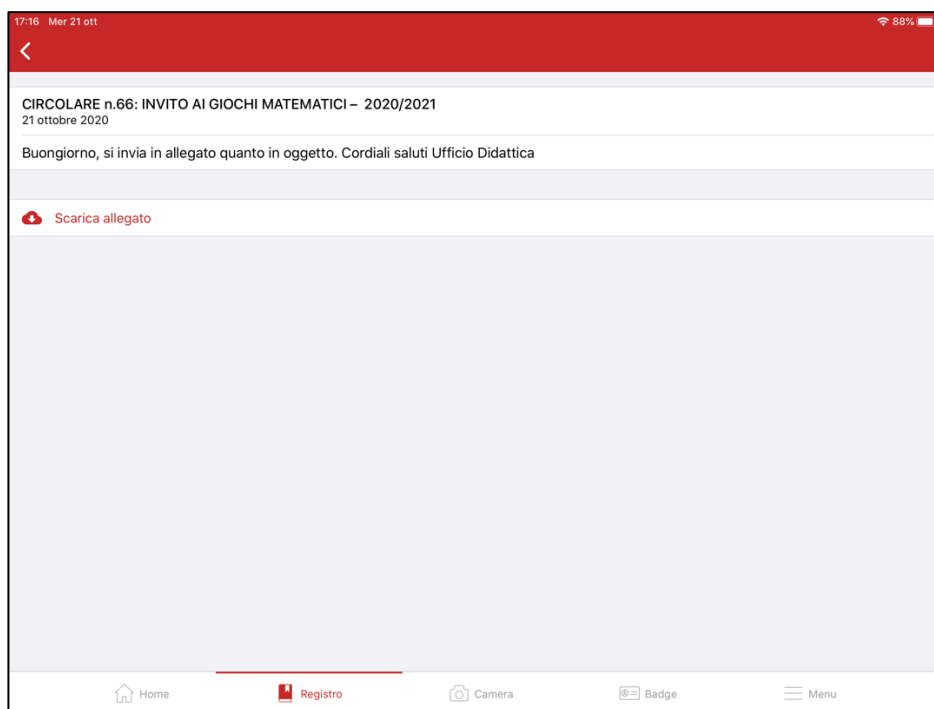 17:16 Mer 21 ott 88%
CIRCOLARE n.66: INVITO AI GIOCHI MATEMATICI – 2020/2021
21 ottobre 2020
Buongiorno, si invia in allegato quanto in oggetto. Cordiali saluti Ufficio Didattica
Scarica allegato
Home Registro Camera Badge Menu